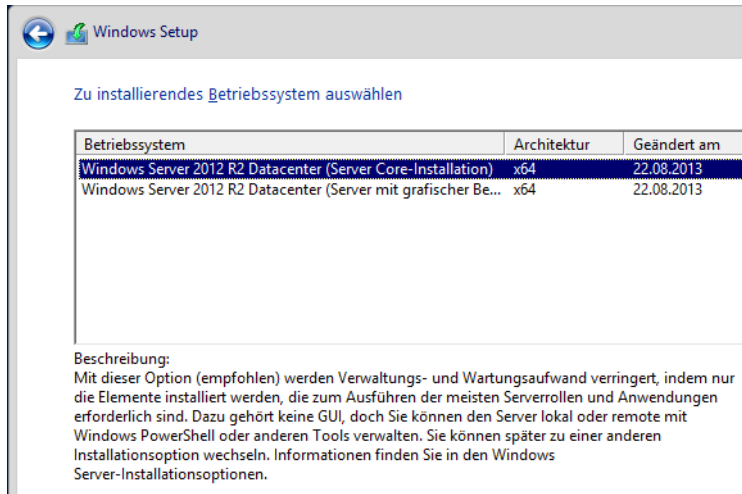 Windows Setup
Zu installierendes Betriebssystem auswählen
Betriebssystem Architektur Geändert am
Windows Server 2012 R2 Datacenter (Server Core-Installation) x64 22.08.2013
Windows Server 2012 R2 Datacenter (Server mit grafischer Be... x64 22.08.2013
Beschreibung:
Mit dieser Option (empfohlen) werden Verwaltungs- und Wartungsaufwand verringert, indem nur
die Elemente installiert werden, die zum Ausführen der meisten Serverrollen und Anwendungen
erforderlich sind. Dazu gehört keine GUI, doch Sie können den Server lokal oder remote mit
Windows PowerShell oder anderen Tools verwalten. Sie können später zu einer anderen
Installationsoption wechseln. Informationen finden Sie in den Windows
Server-Installationsoptionen.